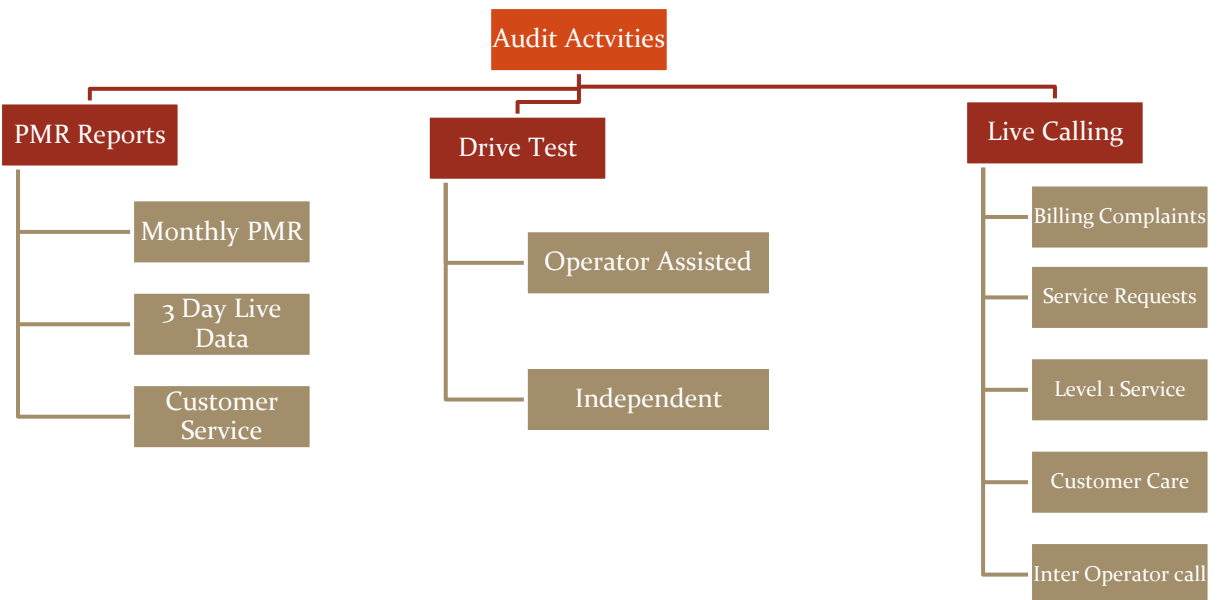 Audit Actvities
PMR Reports
Monthly PMR
3 Day Live
Data
Customer
Service
Drive Test
Operator Assisted
Independent
Live Calling
Billing Complaints
Service Requests
Level 1 Service
Customer Care
Inter Operator call